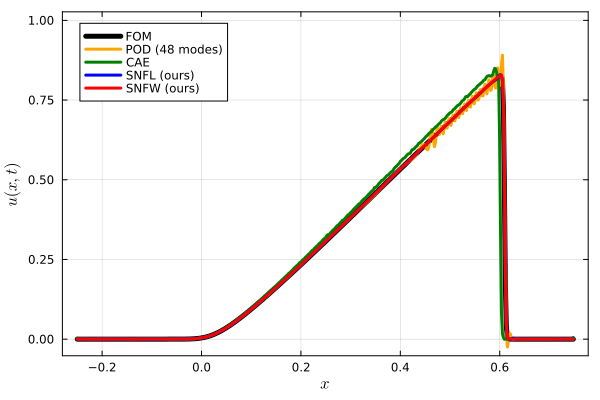 1.00
0.75
0.50
0.25
0.00
u(x, t)
FOM
POD (48 modes)
CAE
SNFL (ours)
SNFW (ours)
−0.2 0.0 0.2 0.4 0.6
x